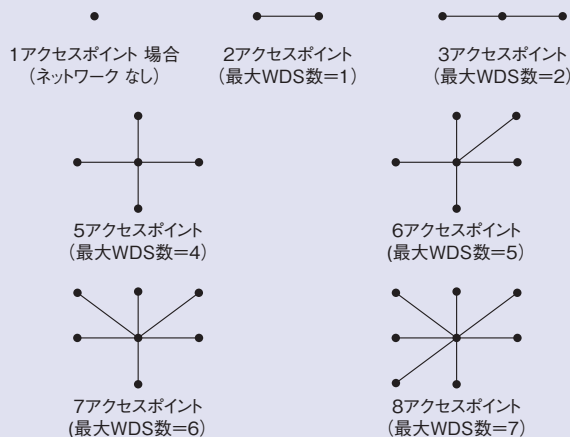 1アクセスポイント 場合
（ネットワーク なし）
2アクセスポイント
（最大WDS数＝1）
3アクセスポイント
（最大WDS数＝2）
5アクセスポイント
（最大WDS数＝4）
6アクセスポイント
(最大WDS数＝5）
7アクセスポイント
(最大WDS数＝6）
8アクセスポイント
（最大WDS数＝7）